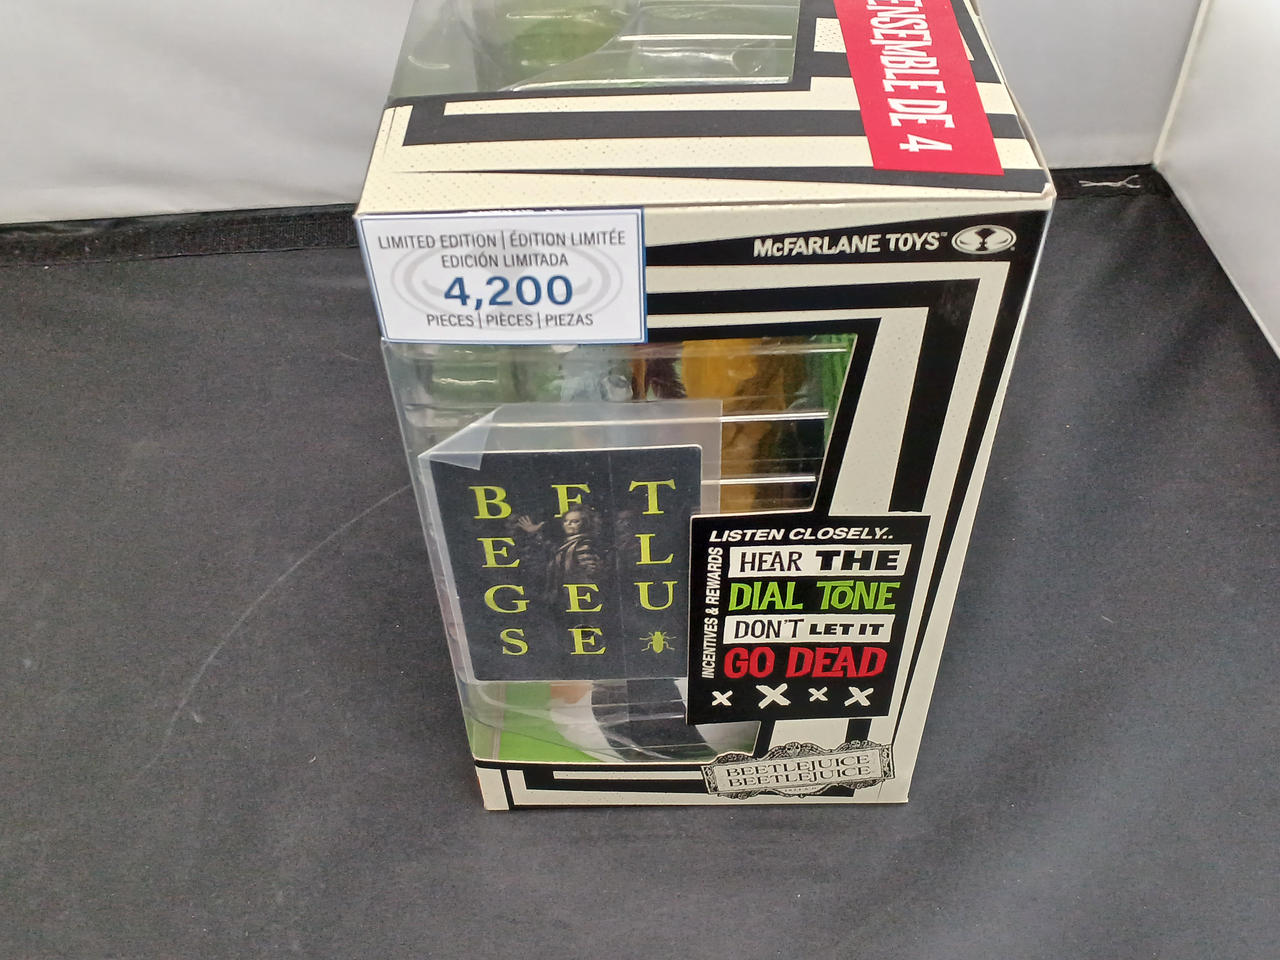 ENSEMBLE DE 4
McFARLANE TOYS™
LIMITED EDITION | ÉDITION LIMITÉE
EDICIÓN LIMITADA
4,200
PIECES | PIÈCES | PIEZAS
B E T
E L
G E U
S E
INCENTIVES & REWARDS
LISTEN CLOSELY..
HEAR THE
DIAL TONE
DON'T LET IT
GO DEAD
BEETLEJUICE
BEETLEJUICE